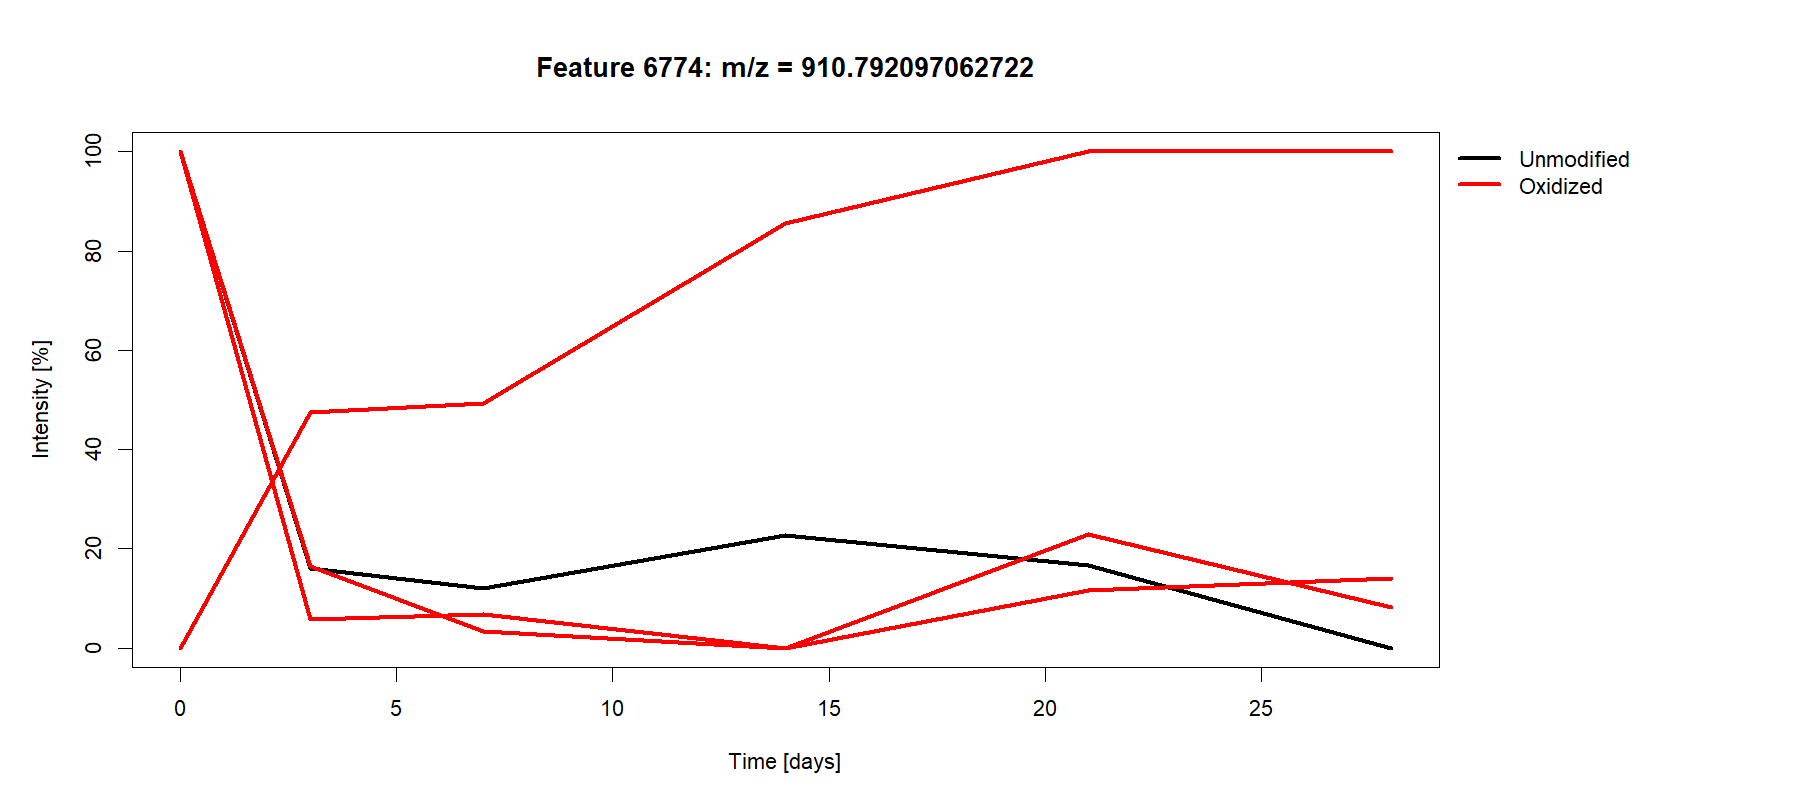 Feature 6774: m/z = 910.792097062722
Unmodified
Oxidized
Intensity [%]
100
80
60
40
20
0
0 5 10 15 20 25
Time [days]